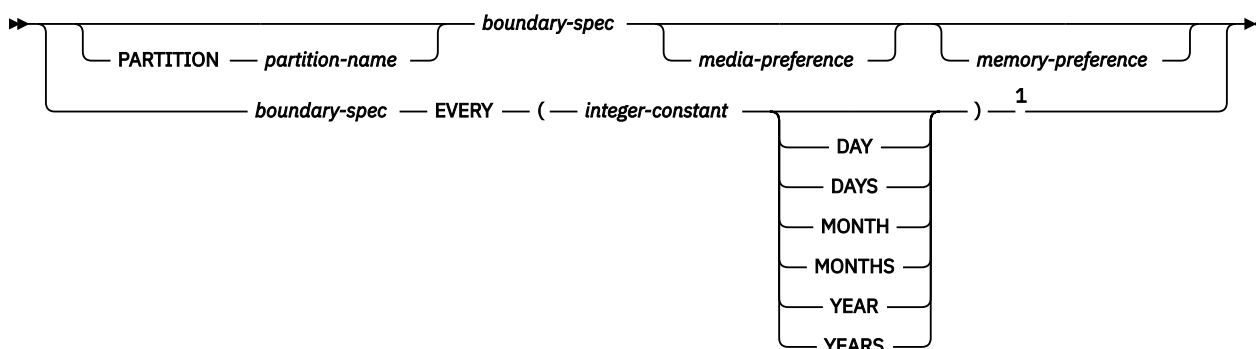 boundary-spec
PARTITION partition-name media-preference memory-preference
boundary-spec EVERY ( integer-constant ) 1
DAY
DAYS
MONTH
MONTHS
YEAR
YEARS